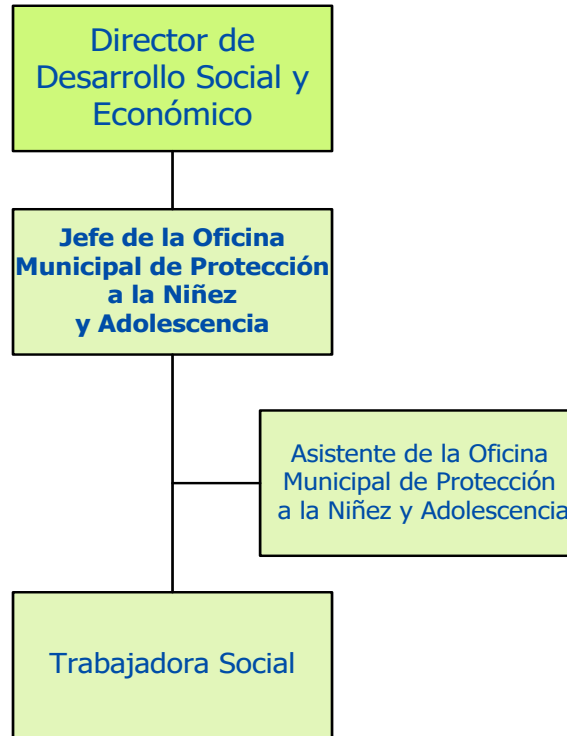 Director de
Desarrollo Social y
Económico
Jefe de la Oficina
Municipal de Protección
a la Niñez
y Adolescencia
Asistente de la Oficina
Municipal de Protección
a la Niñez y Adolescencia
Trabajadora Social